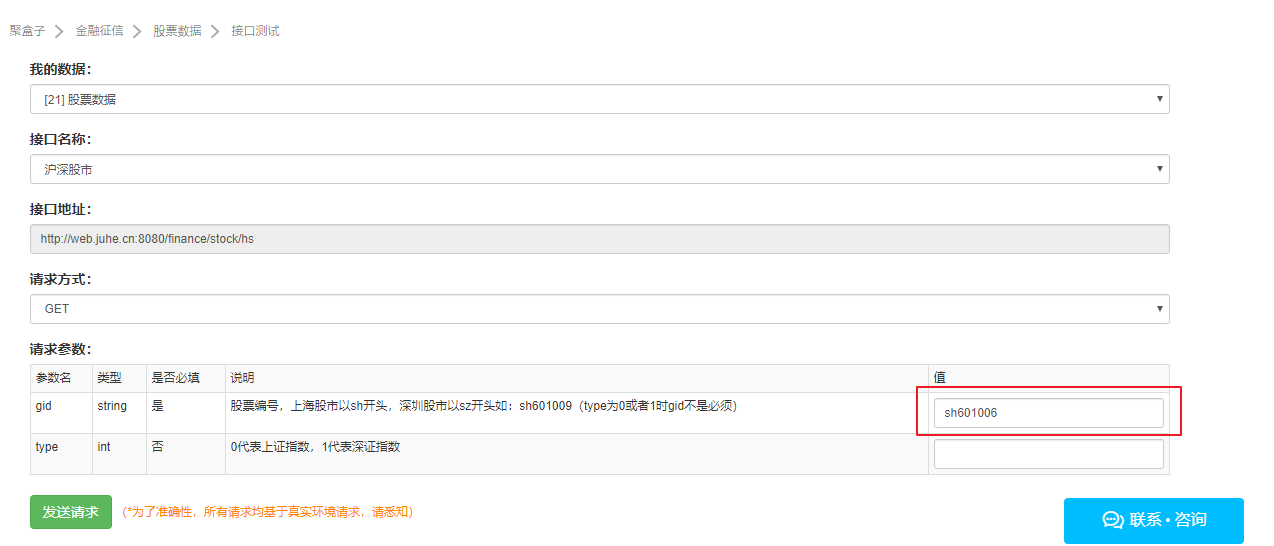 聚盒子 金融征信 股票数据 接口测试
我的数据：
[21] 股票数据
接口名称：
沪深股市
接口地址：
http://web.juhe.cn:8080/finance/stock/hs
请求方式：
GET
请求参数：
参数名 类型 是否必填 说明 值
gid string 是 股票编号，上海股市以sh开头，深圳股市以sz开头如：sh601009（type为0或者1时gid不是必须） sh601006
type int 否 0代表上证指数，1代表深证指数
发送请求 （*为了准确性，所有请求均基于真实环境请求，请悉知）
联系 • 咨询